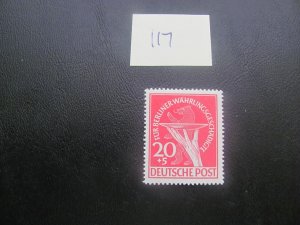 117
FÜR BERLINER WÄHRUNGSGESCHÄDIGTE
20
+5
DEUTSCHE POST